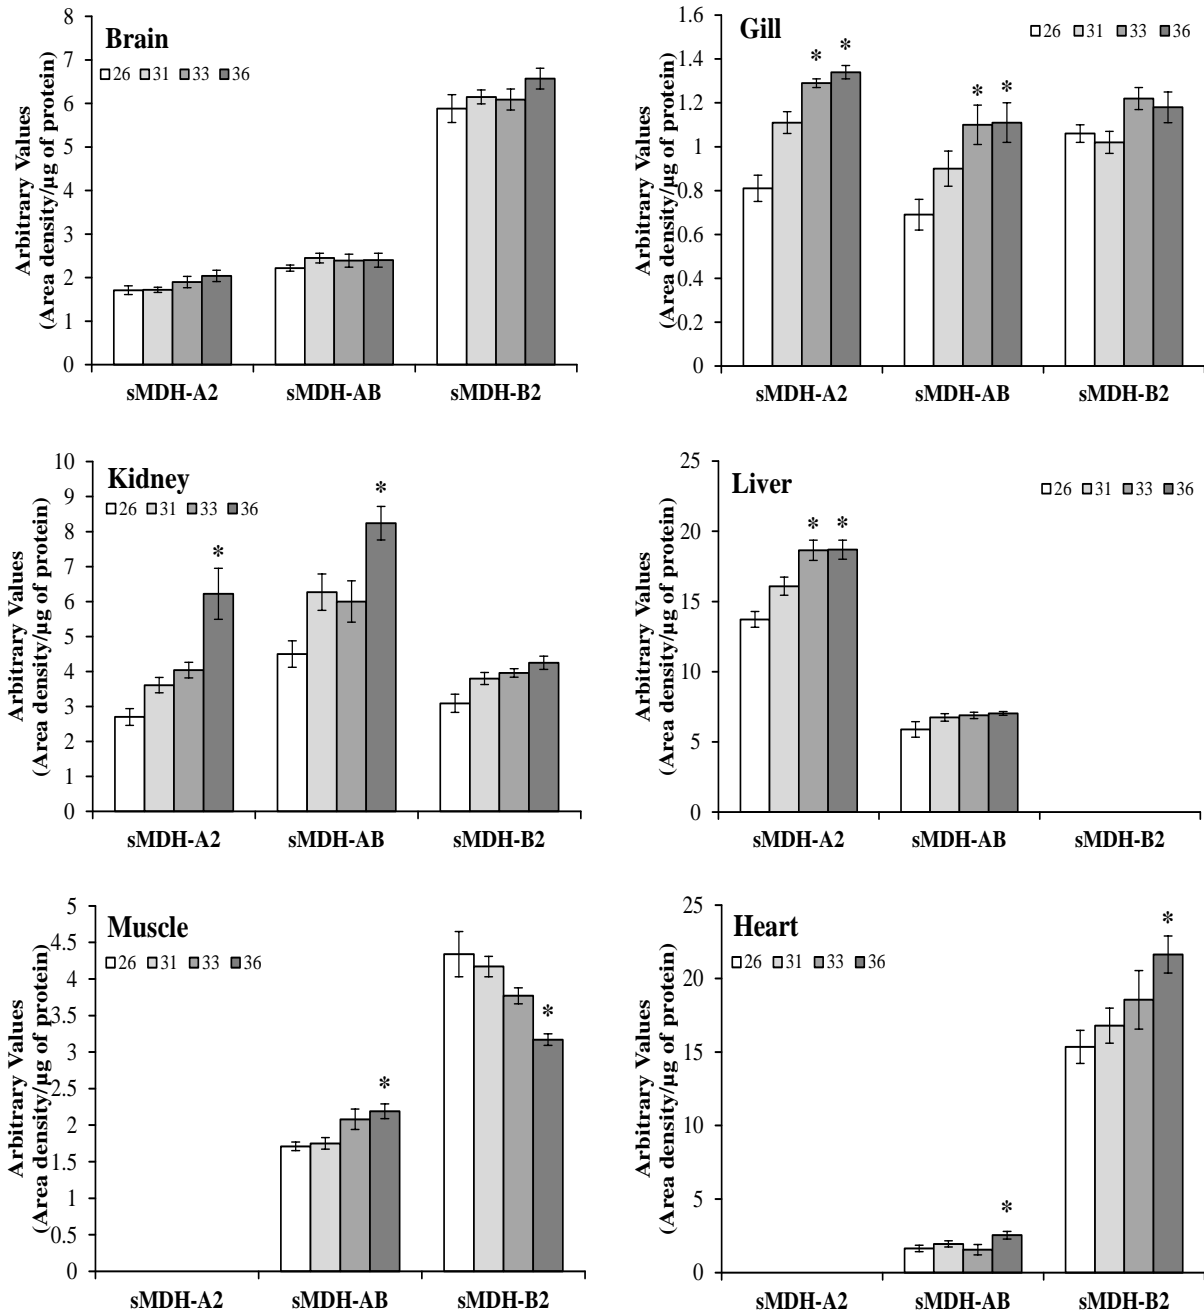 Brain
26 31 33 36
Arbitrary Values
(Area density/µg of protein)
8
7
6
5
4
3
2
1
0
sMDH-A2 sMDH-AB sMDH-B2
Gill
26 31 33 36
Arbitrary Values
(Area density/µg of protein)
1.6
1.4
1.2
1
0.8
0.6
0.4
0.2
0
* *
* *
sMDH-A2 sMDH-AB sMDH-B2
Kidney
26 31 33 36
Arbitrary Values
(Area density/µg of protein)
10
9
8
7
6
5
4
3
2
1
0
*
*
sMDH-A2 sMDH-AB sMDH-B2
Liver
26 31 33 36
Arbitrary Values
(Area density/µg of protein)
25
20
15
10
5
0
* *
sMDH-A2 sMDH-AB sMDH-B2
Muscle
26 31 33 36
Arbitrary Values
(Area density/µg of protein)
5
4.5
4
3.5
3
2.5
2
1.5
1
0.5
0
*
*
sMDH-A2 sMDH-AB sMDH-B2
Heart
26 31 33 36
Arbitrary Values
(Area density/µg of protein)
25
20
15
10
5
0
*
*
sMDH-A2 sMDH-AB sMDH-B2